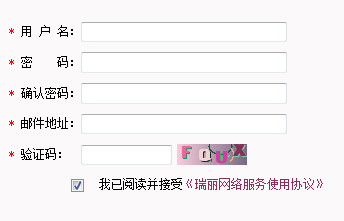 * 用 户 名：
* 密 码：
* 确认密码：
* 邮件地址：
* 验证码： FQUX
我已阅读并接受《瑞丽网络服务使用协议》